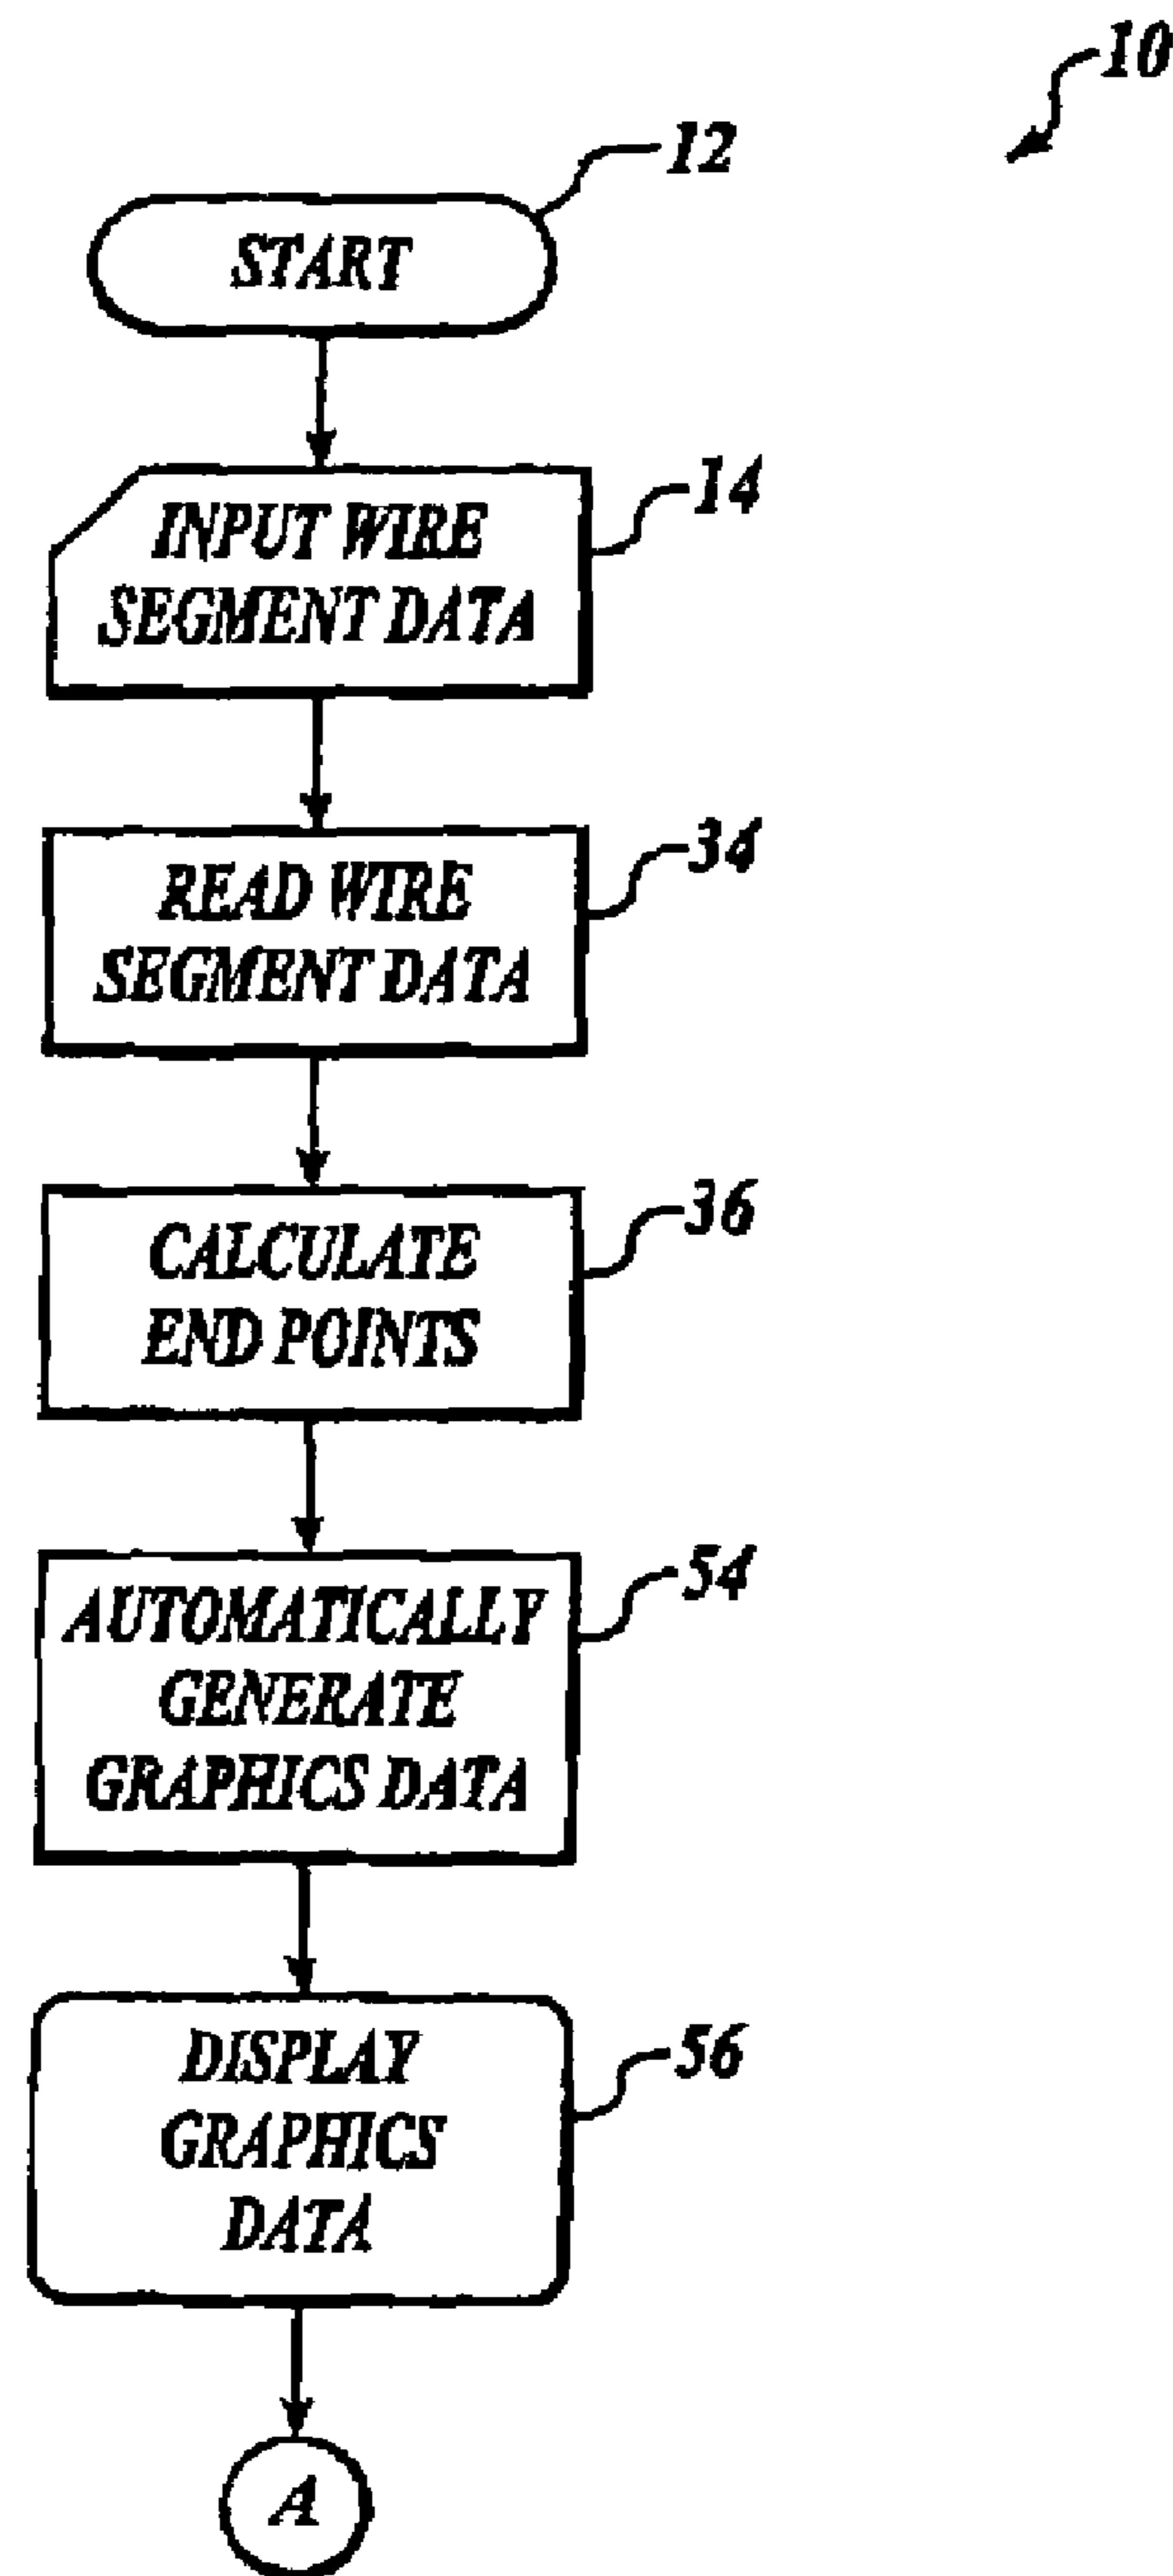 10
12
START
14
INPUT WIRE
SEGMENT DATA
34
READ WIRE
SEGMENT DATA
36
CALCULATE
END POINTS
54
AUTOMATICALLY
GENERATE
GRAPHICS DATA
56
DISPLAY
GRAPHICS
DATA
A